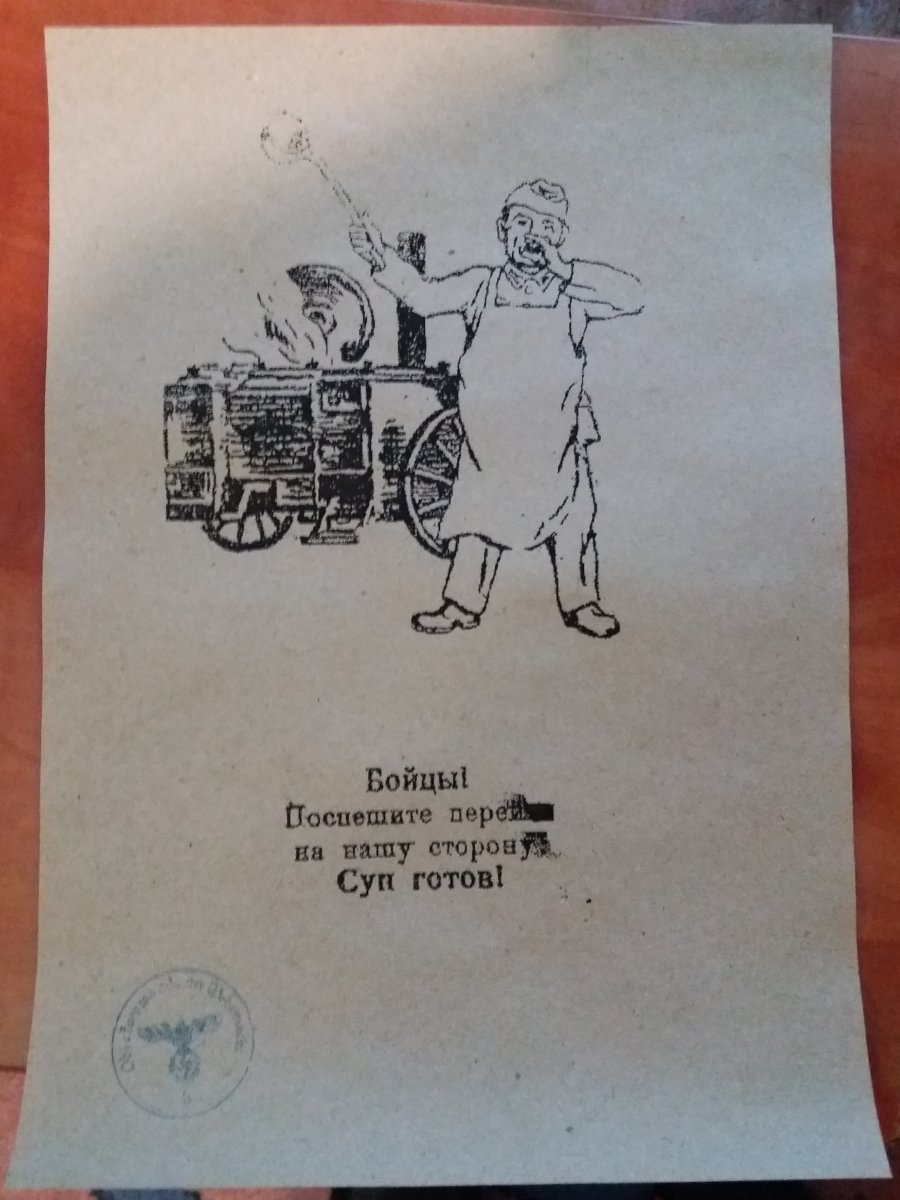 Бойцы!
Поспешите
на нашу сторону
Суп готов!